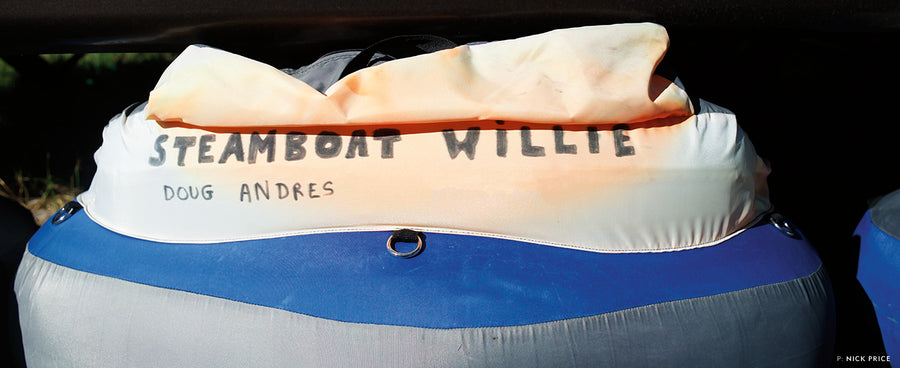 STEAMBOAT WiLLIE
DOUG ANDRES
P: NICK PRICE